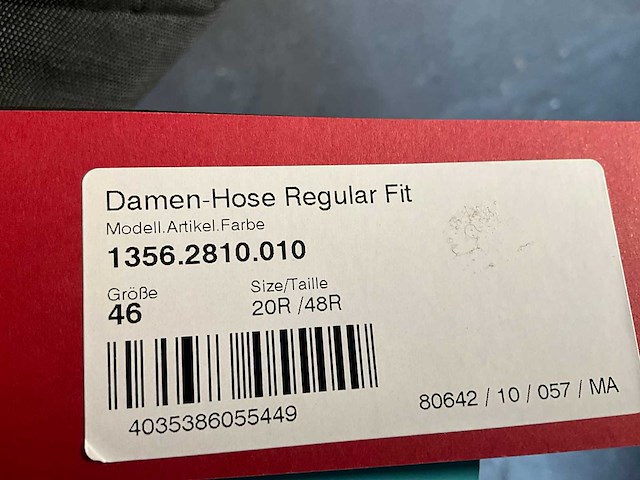 Damen-Hose Regular Fit
Modell.Artikel.Farbe
1356.2810.010
Größe Size/Taille
46 20R /48R
4035386055449
80642 / 10 / 057 / MA